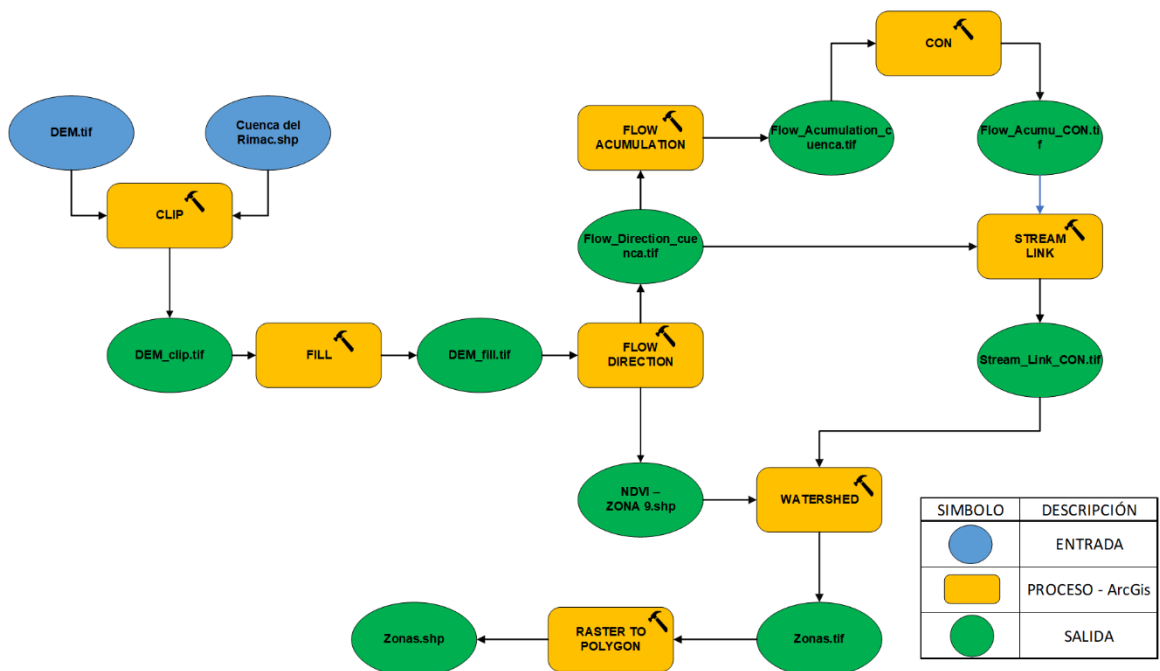 CON
DEM.tif
Cuenca del
Rimac.shp
FLOW
ACUMULATION
Flow_Acumulation_c
uenca.tif
Flow_Acumu_CON.ti
f
CLIP
Flow_Direction_cue
nca.tif
STREAM
LINK
DEM_clip.tif
FILL
DEM_fill.tif
FLOW
DIRECTION
Stream_Link_CON.tif
NDVI –
ZONA 9.shp
WATERSHED
Zonas.shp
RASTER TO
POLYGON
Zonas.tif
SIMBOLO
DESCRIPCIÓN
ENTRADA
PROCESO - ArcGis
SALIDA